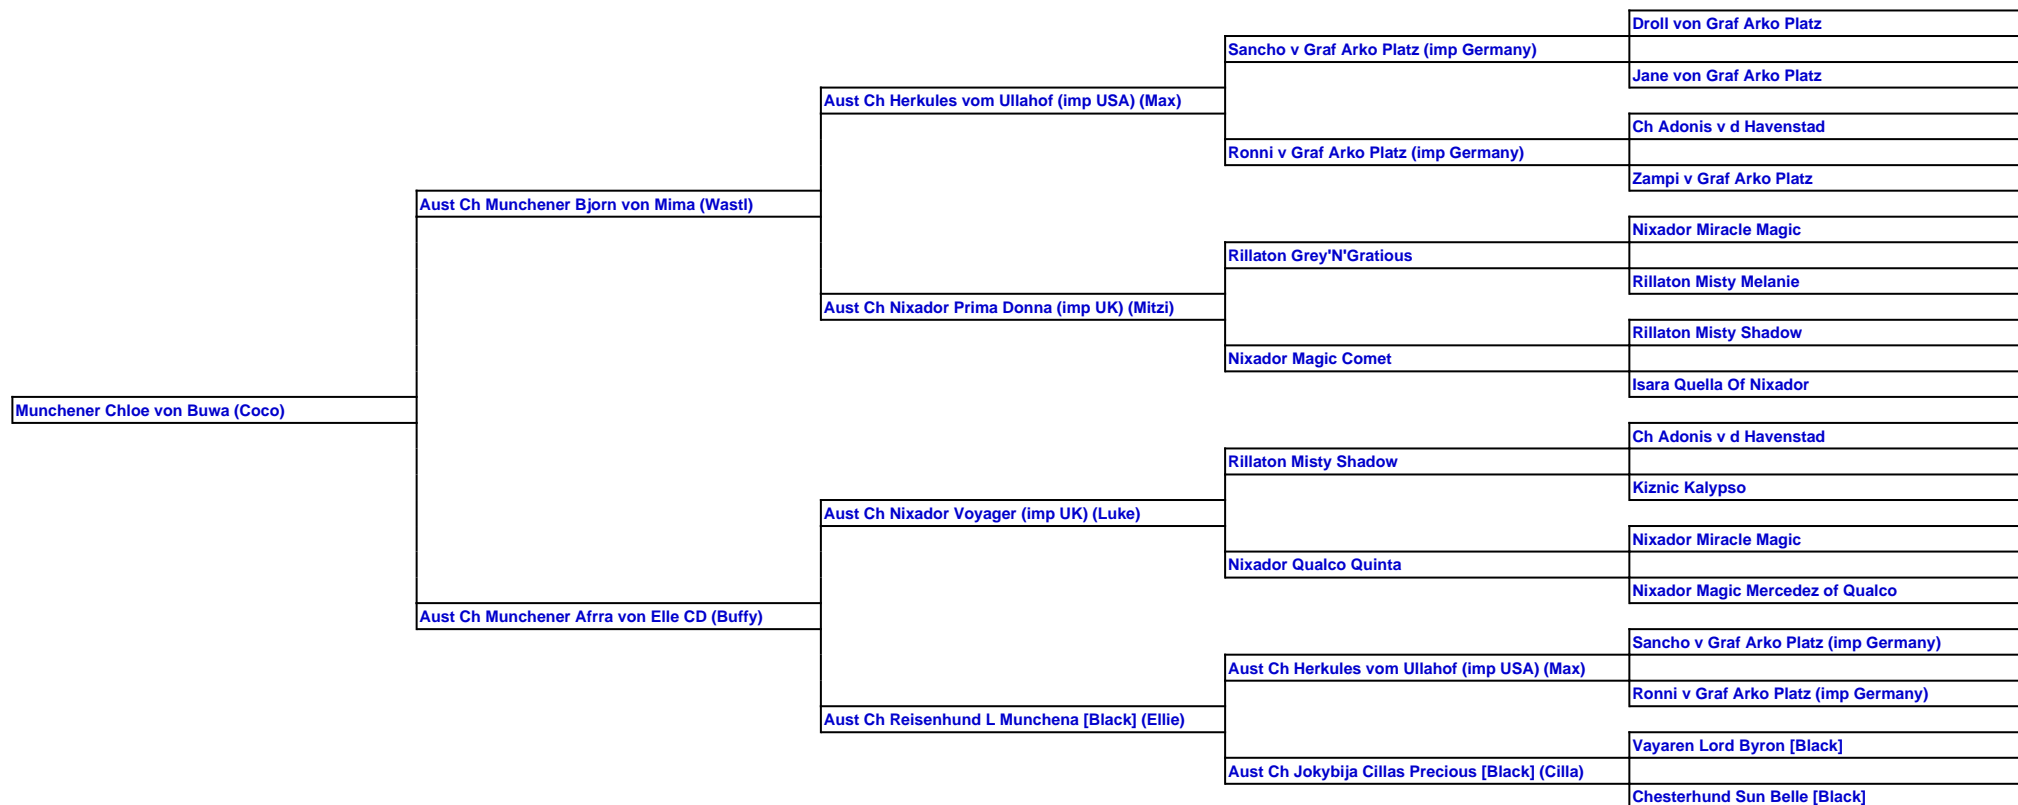 Droll von Graf Arko Platz
Sancho v Graf Arko Platz (imp Germany)
Jane von Graf Arko Platz
Aust Ch Herkules vom Ullahof (imp USA) (Max)
Ch Adonis v d Havenstad
Ronni v Graf Arko Platz (imp Germany)
Zampi v Graf Arko Platz
Aust Ch Munchener Bjorn von Mima (Wastl)
Nixador Miracle Magic
Rillaton Grey'N'Gratious
Rillaton Misty Melanie
Aust Ch Nixador Prima Donna (imp UK) (Mitzi)
Rillaton Misty Shadow
Nixador Magic Comet
Isara Quella Of Nixador
Munchener Chloe von Buwa (Coco)
Ch Adonis v d Havenstad
Rillaton Misty Shadow
Kiznic Kalypso
Aust Ch Nixador Voyager (imp UK) (Luke)
Nixador Miracle Magic
Nixador Qualco Quinta
Nixador Magic Mercedez of Qualco
Aust Ch Munchener Afrra von Elle CD (Buffy)
Sancho v Graf Arko Platz (imp Germany)
Aust Ch Herkules vom Ullahof (imp USA) (Max)
Ronni v Graf Arko Platz (imp Germany)
Aust Ch Reisenhund L Munchena [Black] (Ellie)
Vayaren Lord Byron [Black]
Aust Ch Jokybija Cillas Precious [Black] (Cilla)
Chesterhund Sun Belle [Black]